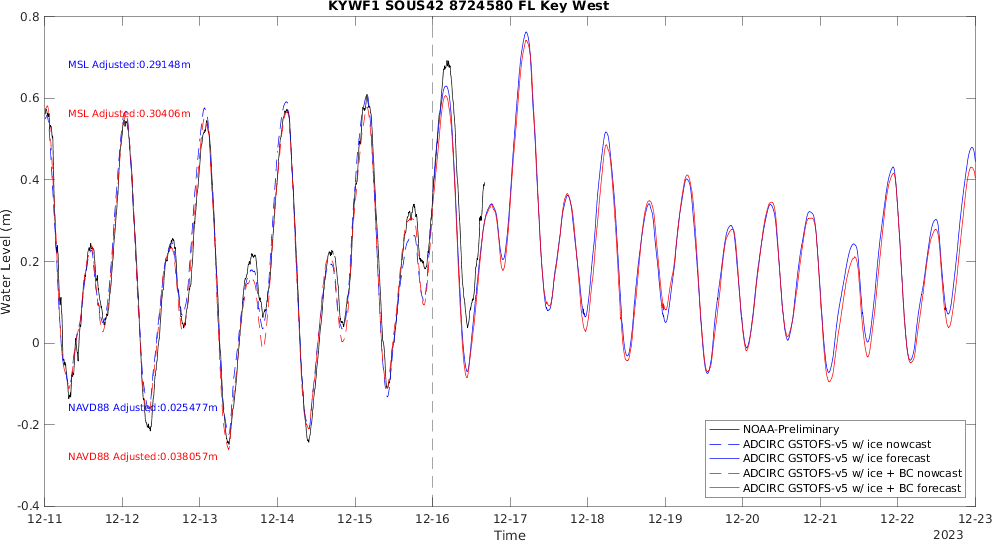 KYWF1 SOUS42 8724580 FL Key West
0.8
MSL Adjusted:0.29148m
0.6
MSL Adjusted:0.30406m
0.4
Water Level (m)
0.2
0
NAVD88 Adjusted:0.025477m
-0.2
NAVD88 Adjusted:0.038057m
-0.4
NOAA-Preliminary
ADCIRC GSTOFS-v5 w/ ice nowcast
ADCIRC GSTOFS-v5 w/ ice forecast
ADCIRC GSTOFS-v5 w/ ice + BC nowcast
ADCIRC GSTOFS-v5 w/ ice + BC forecast
12-11 12-12 12-13 12-14 12-15 12-16 12-17 12-18 12-19 12-20 12-21 12-22 12-23
Time
2023